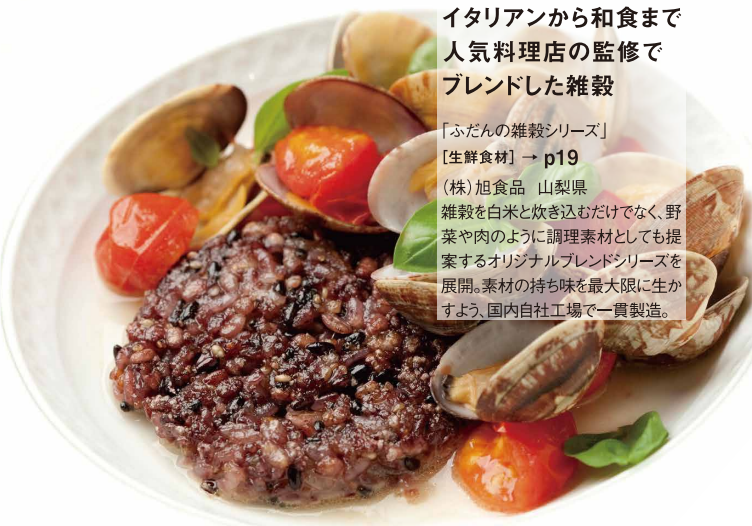 イタリアンから和食まで
人気料理店の監修で
ブレンドした雑穀
「ふだんの雑穀シリーズ」
[生鮮食材] → p19
（株）旭食品 山梨県
雑穀を白米と炊き込むだけでなく、野
菜や肉のように調理素材としても提
案するオリジナルブレンドシリーズを
展開。素材の持ち味を最大限に生か
すよう、国内自社工場で一貫製造。